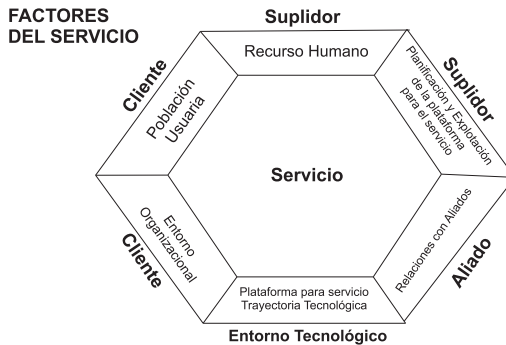 FACTORES
DEL SERVICIO
Suplidor
Recurso Humano
Suplidor
Planificación y Explotación
de la plataforma
para el servicio
Cliente
Población
Usuaria
Servicio
Cliente
Entorno
Organizacional
Relaciones con Aliados
Aliado
Plataforma para servicio
Trayectoria Tecnológica
Entorno Tecnológico